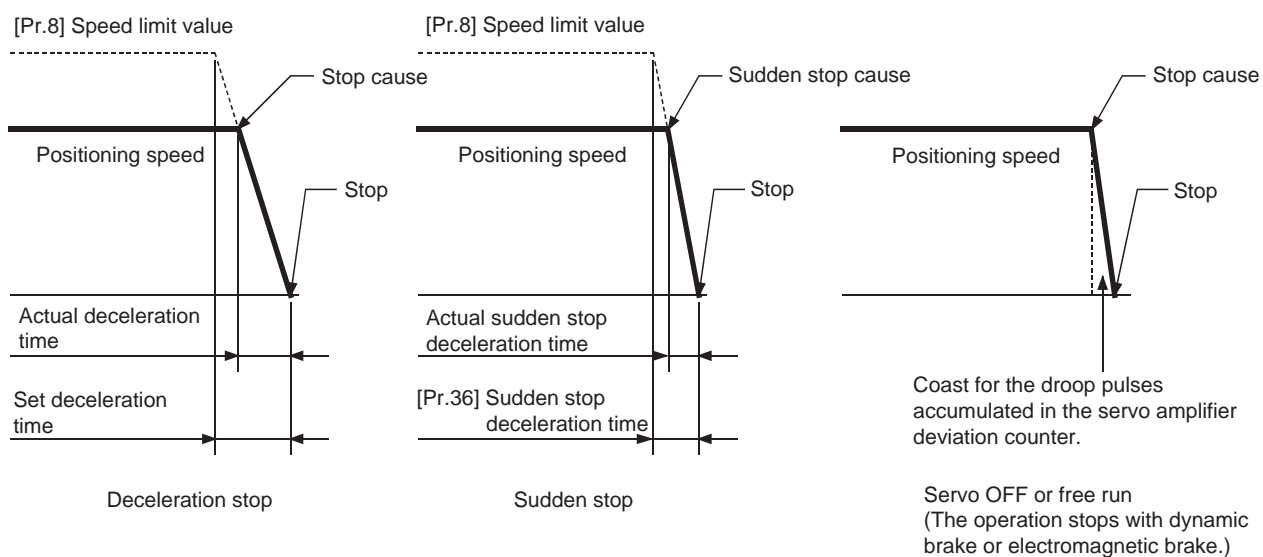 [Pr.8] Speed limit value
Stop cause
Positioning speed
Stop
Actual deceleration
time
Set deceleration
time
Deceleration stop
[Pr.8] Speed limit value
Sudden stop cause
Positioning speed
Stop
Actual sudden stop
deceleration time
[Pr.36] Sudden stop
deceleration time
Sudden stop
Stop cause
Positioning speed
Stop
Coast for the droop pulses
accumulated in the servo amplifier
deviation counter.
Servo OFF or free run
(The operation stops with dynamic
brake or electromagnetic brake.)